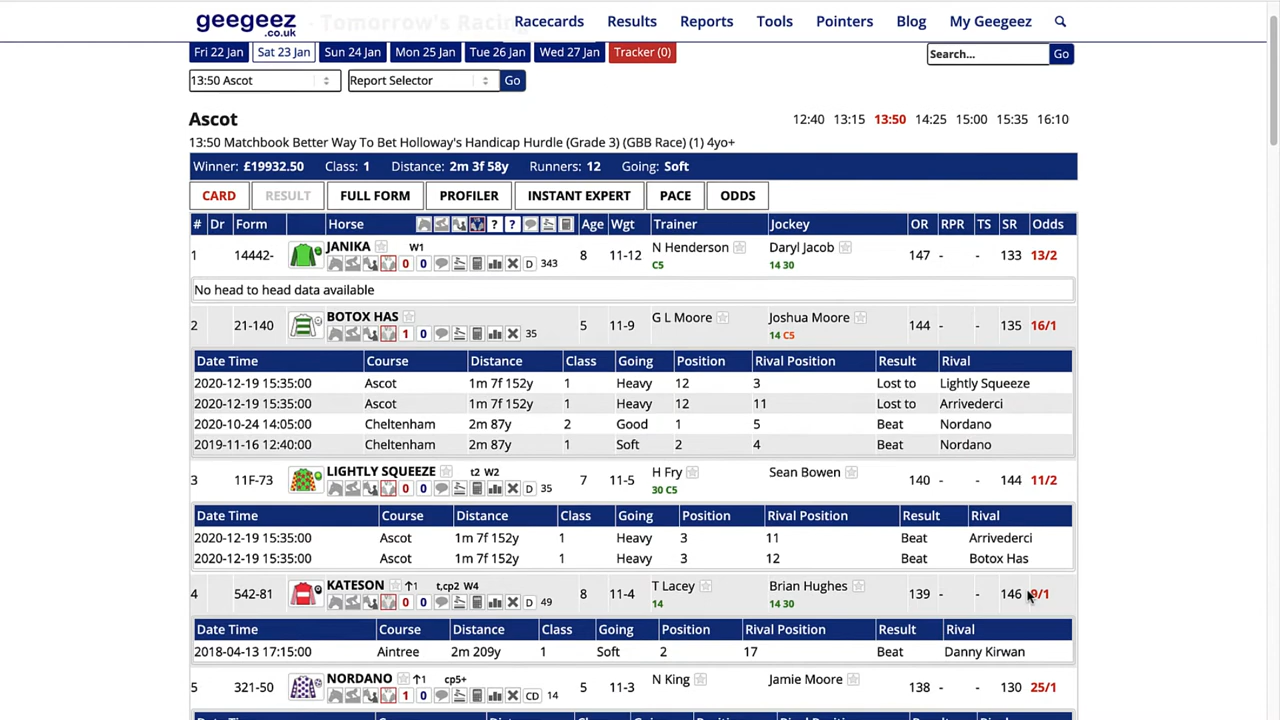 geegeez
.co.uk
- Tomorrow's Racing
Racecards Results Reports Tools Pointers Blog My Geegeez
Fri 22 Jan Sat 23 Jan Sun 24 Jan Mon 25 Jan Tue 26 Jan Wed 27 Jan Tracker (0) Search... Go
13:50 Ascot Report Selector Go
Ascot 12:40 13:15 13:50 14:25 15:00 15:35 16:10
13:50 Matchbook Better Way To Bet Holloway's Handicap Hurdle (Grade 3) (GBB Race) (1) 4yo+
Winner: £19932.50 Class: 1 Distance: 2m 3f 58y Runners: 12 Going: Soft
CARD RESULT FULL FORM PROFILER INSTANT EXPERT PACE ODDS
# Dr Form Horse ? ? Age Wgt Trainer Jockey OR RPR TS SR Odds
1 14442- JANIKA W1 0 0 D 343 8 11-12 N Henderson C5 Daryl Jacob 14 30 147 - - 133 13/2
No head to head data available
2 21-140 BOTOX HAS 1 0 35 5 11-9 G L Moore Joshua Moore 14 C5 144 - - 135 16/1
Date Time Course Distance Class Going Position Rival Position Result Rival
2020-12-19 15:35:00 Ascot 1m 7f 152y 1 Heavy 12 3 Lost to Lightly Squeeze
2020-12-19 15:35:00 Ascot 1m 7f 152y 1 Heavy 12 11 Lost to Arrivederci
2020-10-24 14:05:00 Cheltenham 2m 87y 2 Good 1 5 Beat Nordano
2019-11-16 12:40:00 Cheltenham 2m 87y 1 Soft 2 4 Beat Nordano
3 11F-73 LIGHTLY SQUEEZE t2 W2 0 0 D 35 7 11-5 H Fry 30 C5 Sean Bowen 140 - - 144 11/2
Date Time Course Distance Class Going Position Rival Position Result Rival
2020-12-19 15:35:00 Ascot 1m 7f 152y 1 Heavy 3 11 Beat Arrivederci
2020-12-19 15:35:00 Ascot 1m 7f 152y 1 Heavy 3 12 Beat Botox Has
4 542-81 KATESON ↑1 t,cp2 W4 0 0 D 49 8 11-4 T Lacey 14 Brian Hughes 14 30 139 - - 146 9/1
Date Time Course Distance Class Going Position Rival Position Result Rival
2018-04-13 17:15:00 Aintree 2m 209y 1 Soft 2 17 Beat Danny Kirwan
5 321-50 NORDANO ↑1 cp5+ 1 0 CD 14 5 11-3 N King Jamie Moore 138 - - 130 25/1